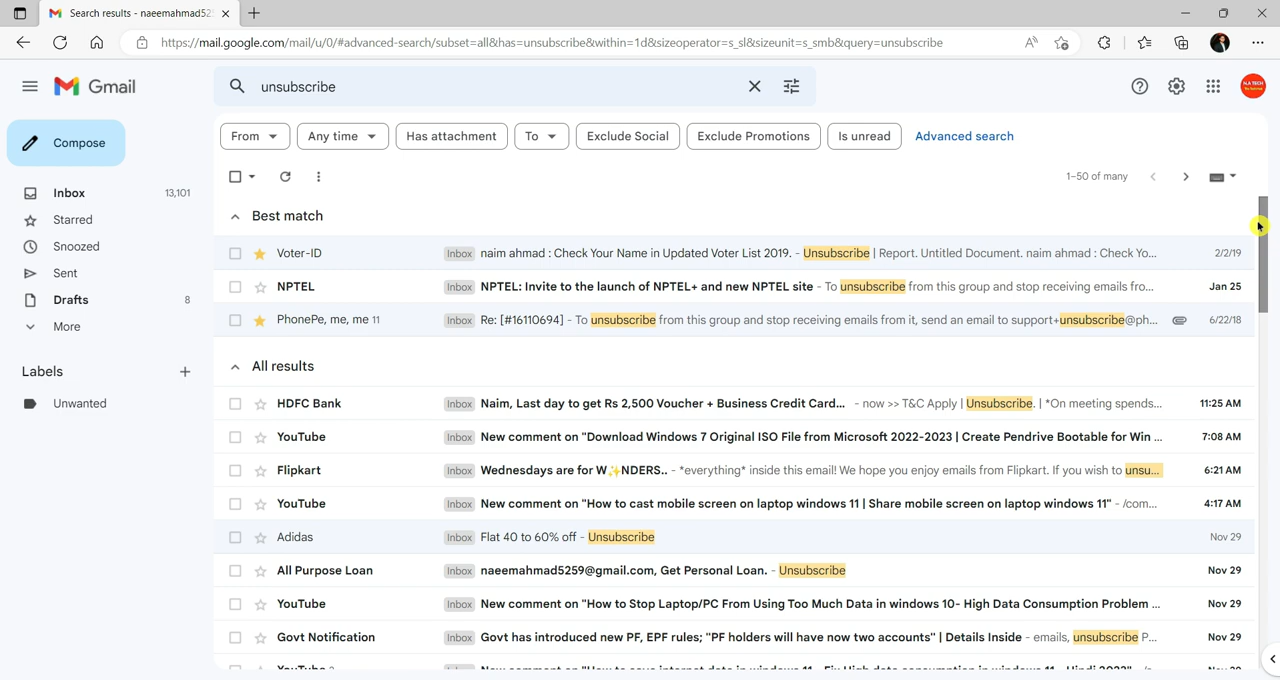 Search results - naeemahmad52
https://mail.google.com/mail/u/0/#advanced-search/subset=all&has=unsubscribe&within=1d&sizeoperator=s_sl&sizeunit=s_smb&query=unsubscribe
Gmail
unsubscribe
Compose
From Any time Has attachment To Exclude Social Exclude Promotions Is unread Advanced search
1–50 of many
Inbox 13,101
Starred
Snoozed
Sent
Drafts 8
More
Labels +
Unwanted
Best match
Voter-ID Inbox naim ahmad : Check Your Name in Updated Voter List 2019. - Unsubscribe | Report. Untitled Document. naim ahmad : Check Yo... 2/2/19
NPTEL Inbox NPTEL: Invite to the launch of NPTEL+ and new NPTEL site - To unsubscribe from this group and stop receiving emails fro... Jan 25
PhonePe, me, me 11 Inbox Re: [#16110694] - To unsubscribe from this group and stop receiving emails from it, send an email to support+unsubscribe@ph... 6/22/18
All results
HDFC Bank Inbox Naim, Last day to get Rs 2,500 Voucher + Business Credit Card... - now >> T&C Apply | Unsubscribe. | *On meeting spends... 11:25 AM
YouTube Inbox New comment on "Download Windows 7 Original ISO File from Microsoft 2022-2023 | Create Pendrive Bootable for Win ... 7:08 AM
Flipkart Inbox Wednesdays are for W✨NDERS.. - *everything* inside this email! We hope you enjoy emails from Flipkart. If you wish to unsu... 6:21 AM
YouTube Inbox New comment on "How to cast mobile screen on laptop windows 11 | Share mobile screen on laptop windows 11" - /com... 4:17 AM
Adidas Inbox Flat 40 to 60% off - Unsubscribe Nov 29
All Purpose Loan Inbox naeemahmad5259@gmail.com, Get Personal Loan. - Unsubscribe Nov 29
YouTube Inbox New comment on "How to Stop Laptop/PC From Using Too Much Data in windows 10- High Data Consumption Problem ... Nov 29
Govt Notification Inbox Govt has introduced new PF, EPF rules; "PF holders will have now two accounts" | Details Inside - emails, unsubscribe P... Nov 29